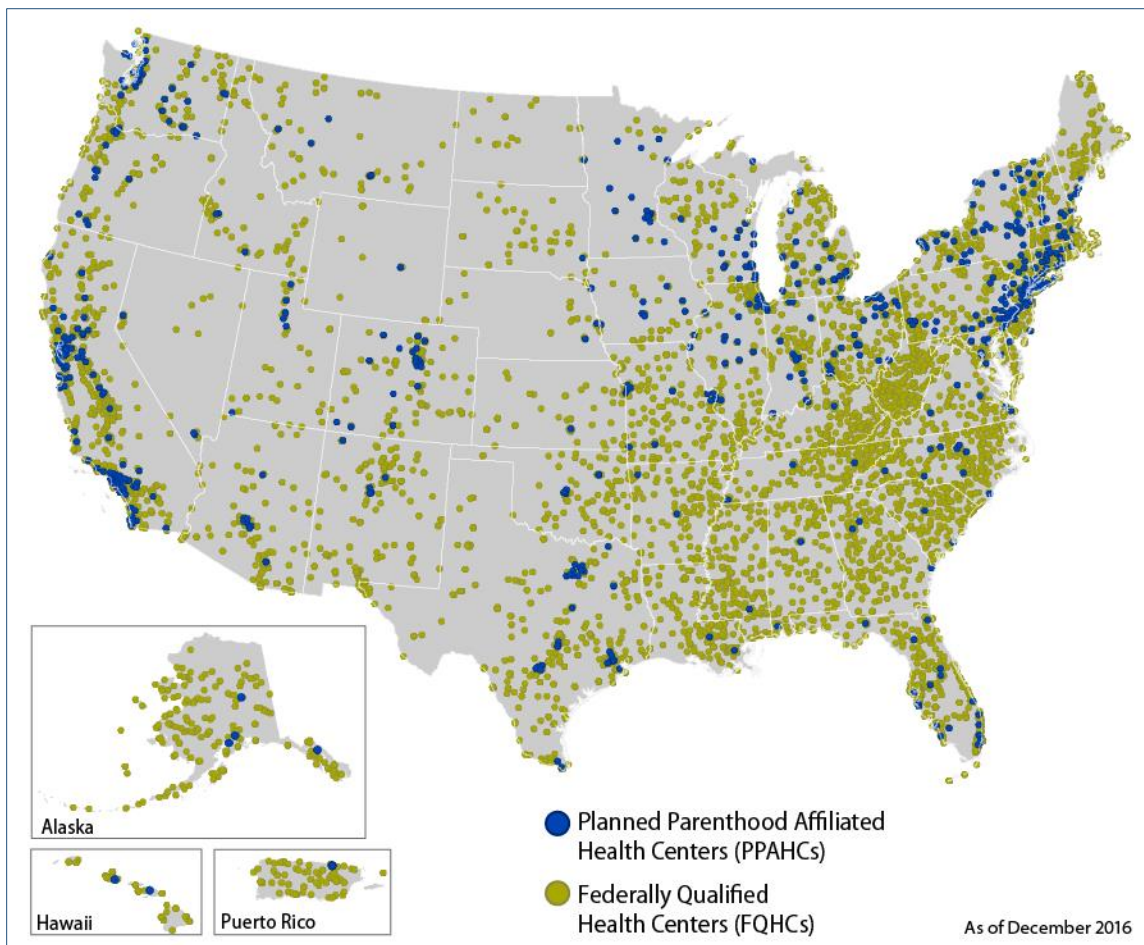 Alaska
Hawaii
Puerto Rico
Planned Parenthood Affiliated
Health Centers (PPAHCs)
Federally Qualified
Health Centers (FQHCs)
As of December 2016